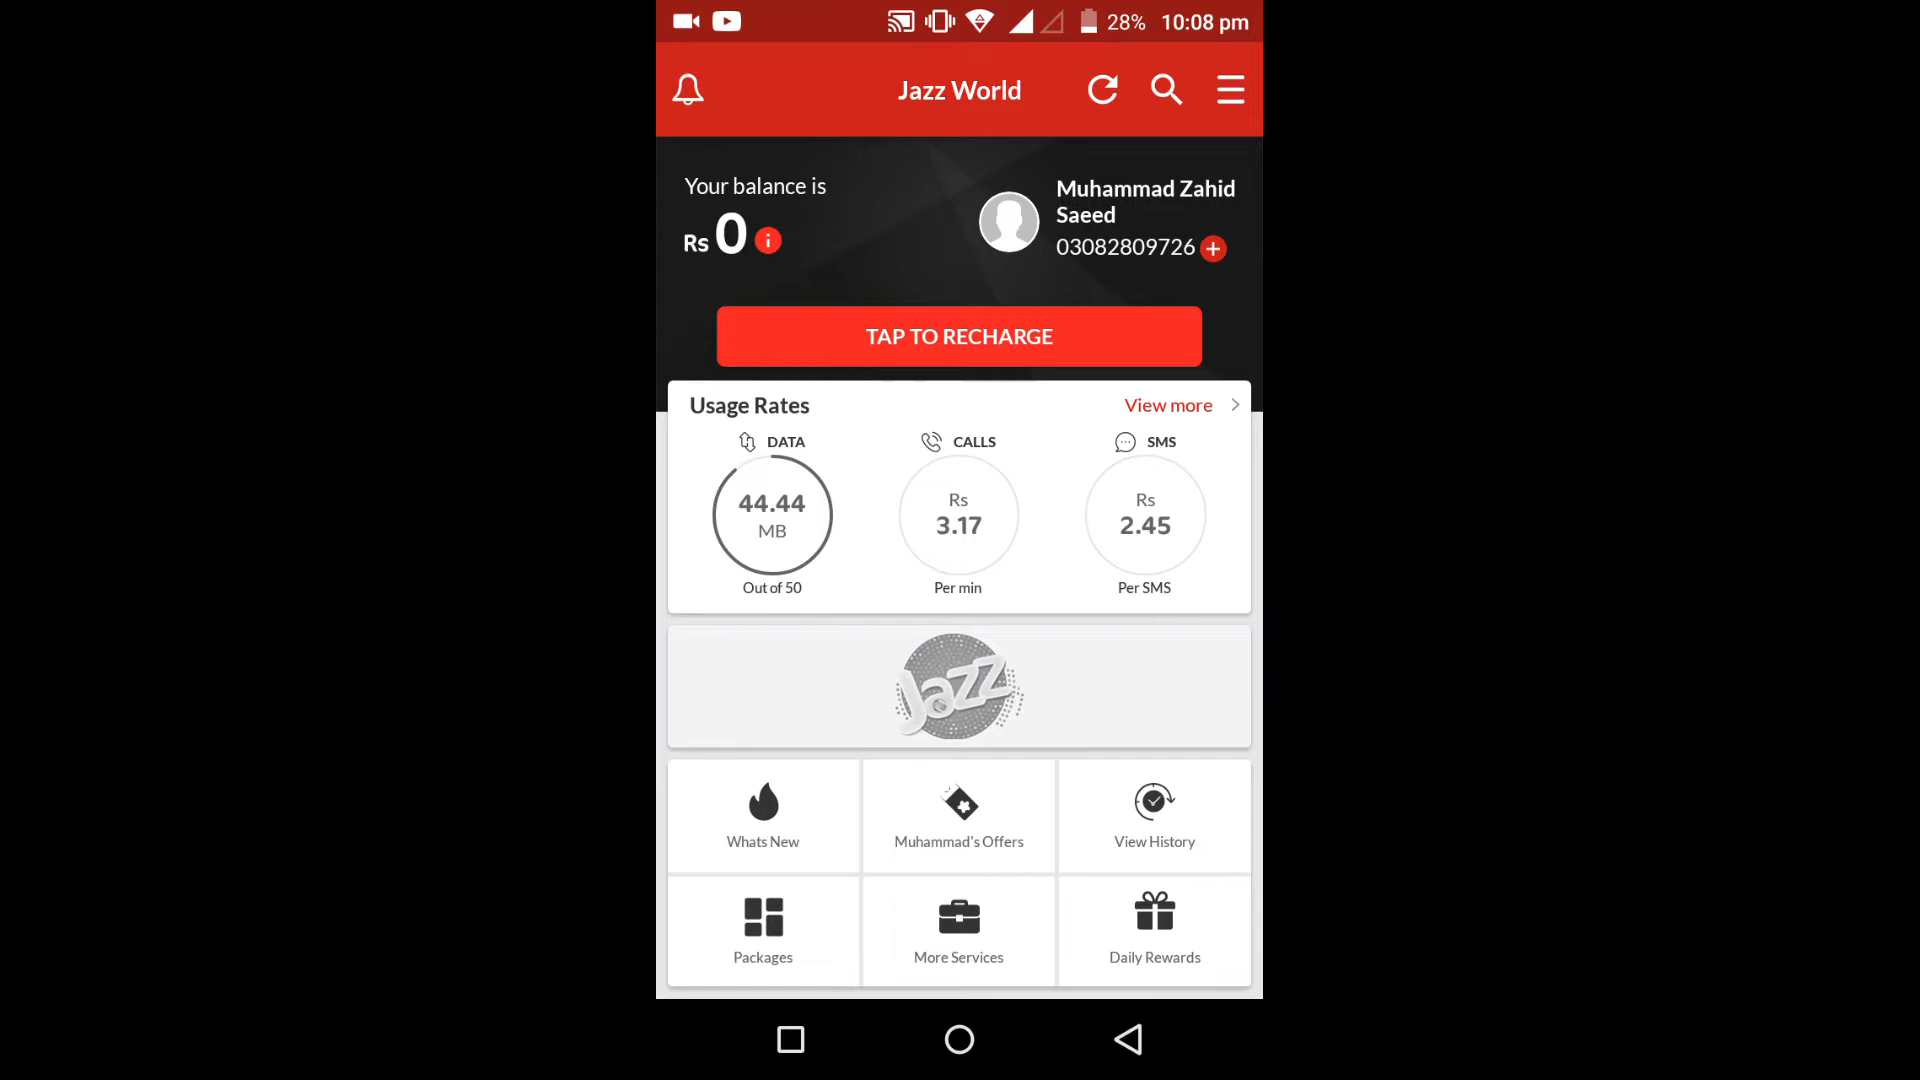 28% 10:08 pm
Jazz World
Your balance is
Rs 0
Muhammad Zahid
Saeed
03082809726
TAP TO RECHARGE
Usage Rates
View more
DATA
CALLS
SMS
44.44
MB
Rs
3.17
Rs
2.45
Out of 50
Per min
Per SMS
Jazz
Whats New
Muhammad's Offers
View History
Packages
More Services
Daily Rewards